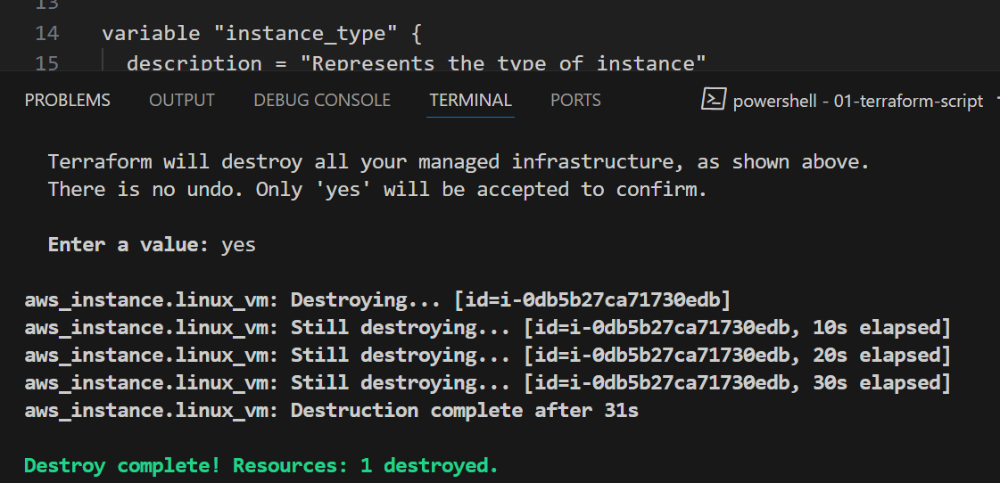 13
14 variable "instance_type" {
15 description = "Represents the type of instance"
PROBLEMS OUTPUT DEBUG CONSOLE TERMINAL PORTS powershell - 01-terraform-script
Terraform will destroy all your managed infrastructure, as shown above.
There is no undo. Only 'yes' will be accepted to confirm.
Enter a value: yes
aws_instance.linux_vm: Destroying... [id=i-0db5b27ca71730edb]
aws_instance.linux_vm: Still destroying... [id=i-0db5b27ca71730edb, 10s elapsed]
aws_instance.linux_vm: Still destroying... [id=i-0db5b27ca71730edb, 20s elapsed]
aws_instance.linux_vm: Still destroying... [id=i-0db5b27ca71730edb, 30s elapsed]
aws_instance.linux_vm: Destruction complete after 31s
Destroy complete! Resources: 1 destroyed.